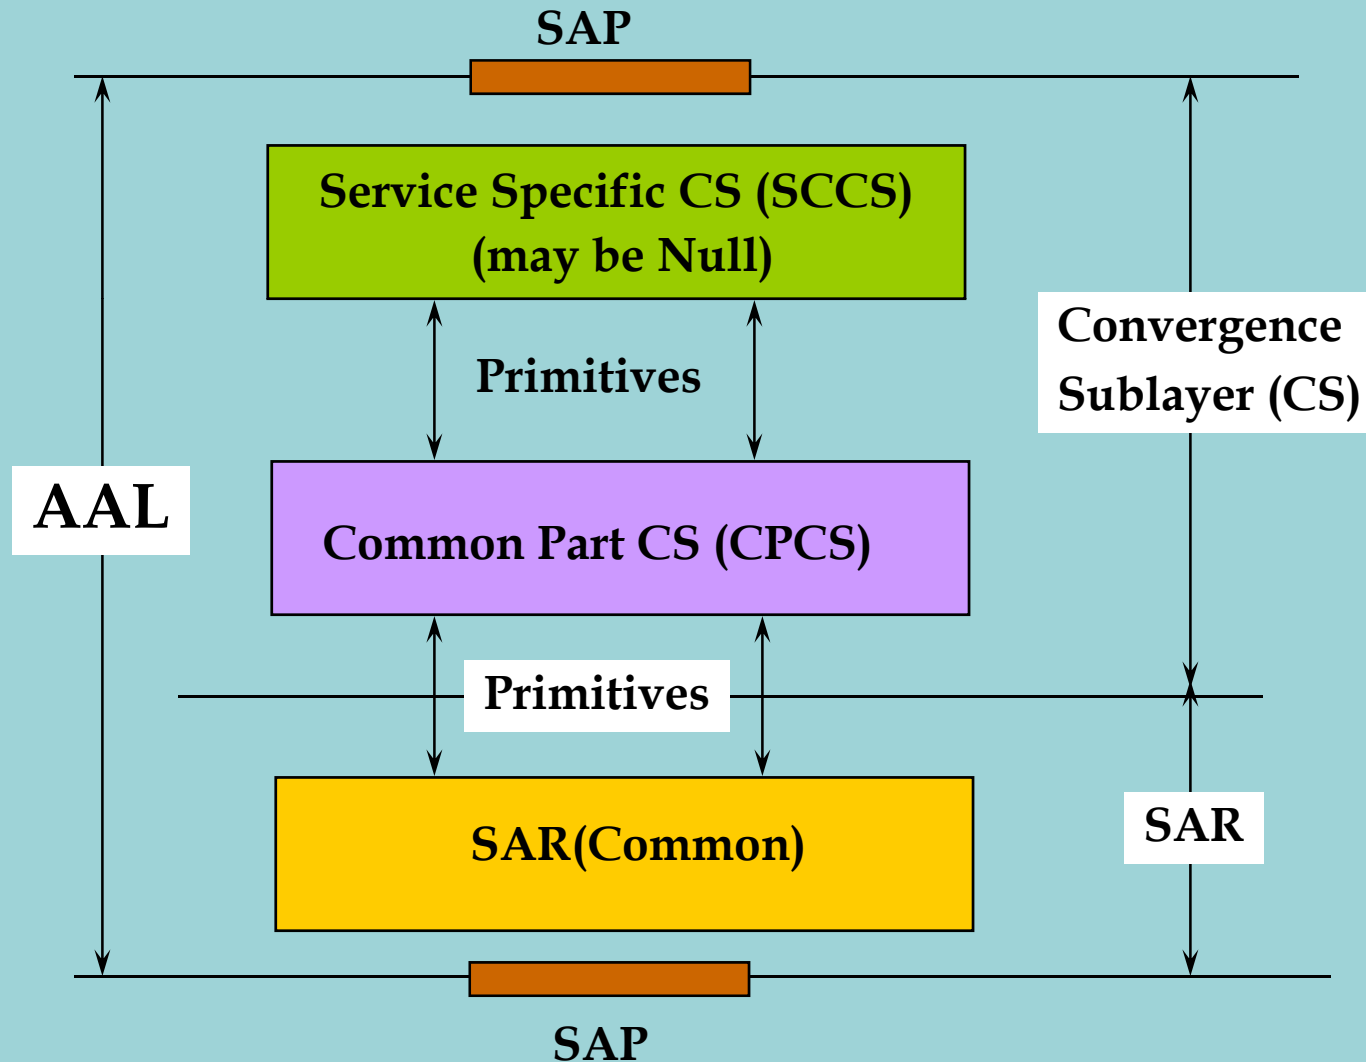 SAP
Service Specific CS (SCCS)
(may be Null)
Primitives
Convergence
Sublayer (CS)
AAL
Common Part CS (CPCS)
Primitives
SAR(Common)
SAR
SAP